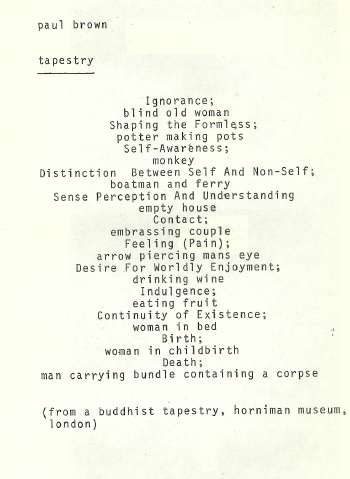 paul brown
tapestry
Ignorance;
blind old woman
Shaping the Formless;
potter making pots
Self-Awareness;
monkey
Distinction Between Self And Non-Self;
boatman and ferry
Sense Perception And Understanding
empty house
Contact;
embrassing couple
Feeling (Pain);
arrow piercing mans eye
Desire For Worldly Enjoyment;
drinking wine
Indulgence;
eating fruit
Continuity of Existence;
woman in bed
Birth;
woman in childbirth
Death;
man carrying bundle containing a corpse
(from a buddhist tapestry, horniman museum,
london)